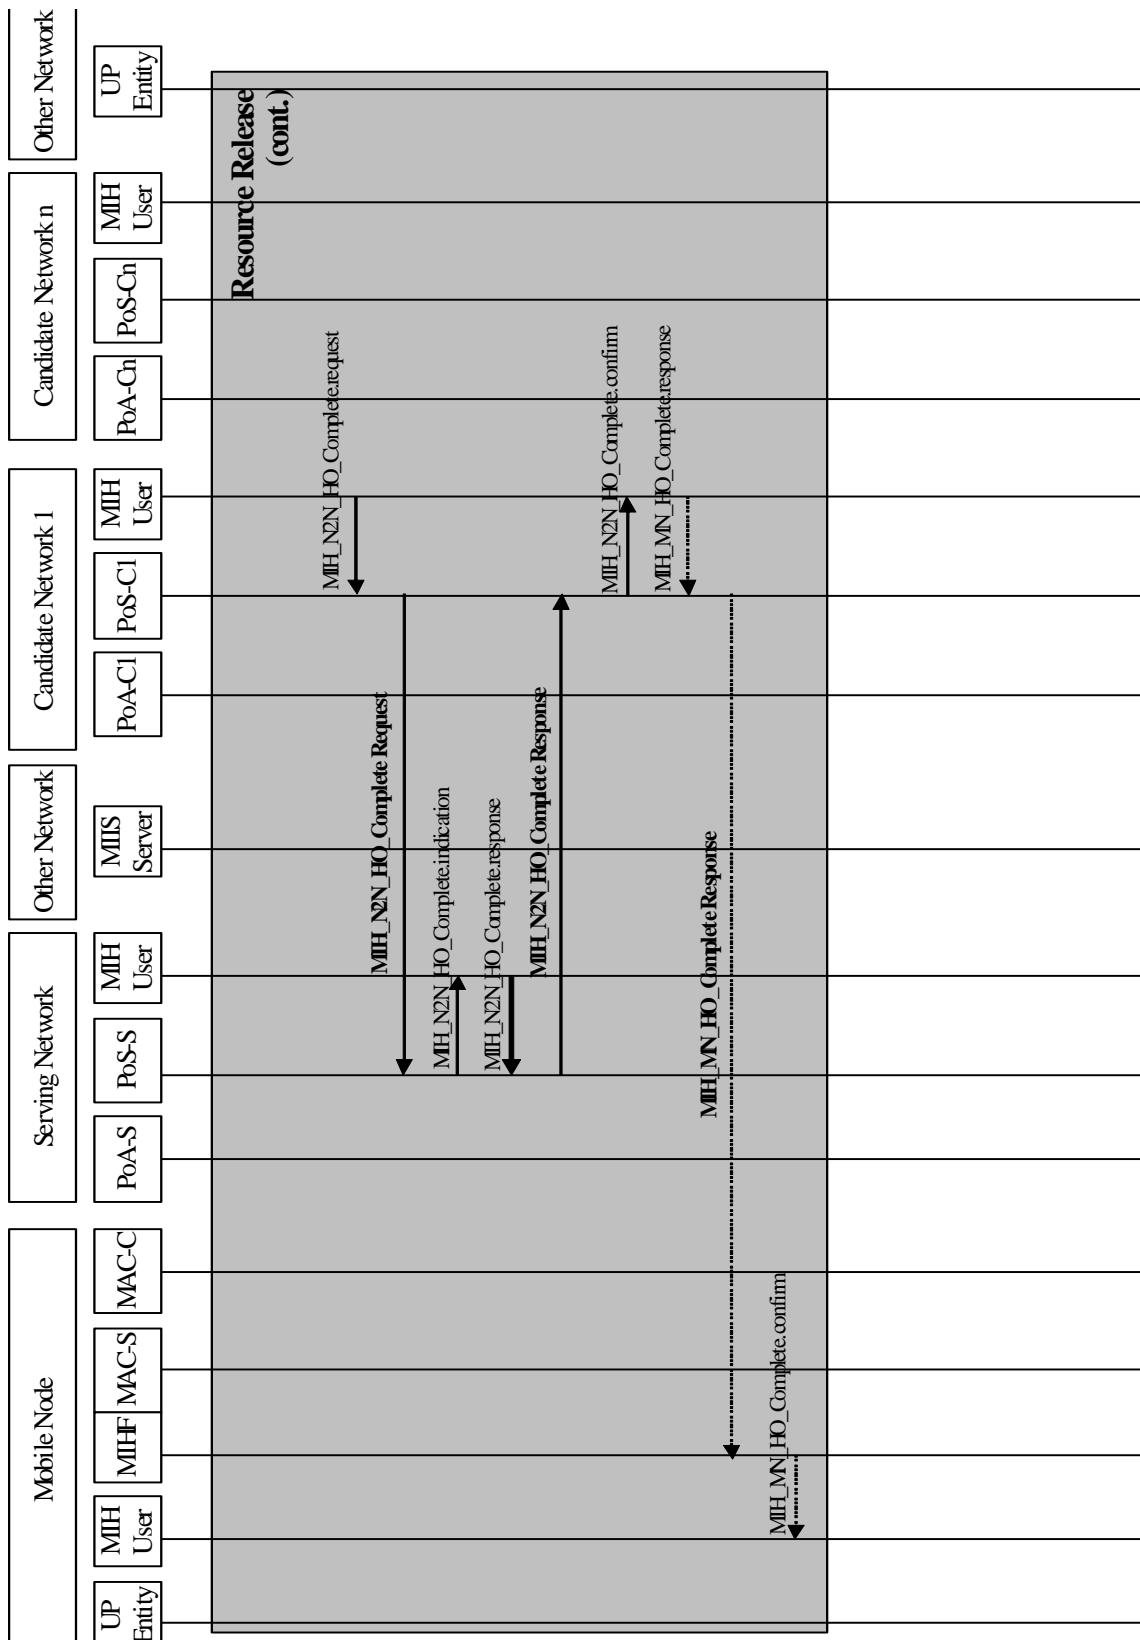 Mobile Node
Serving Network
Other Network
Candidate Network 1
Candidate Network n
Other Network
UP
Entity
MIH
User
MIHF
MAC-S
MAC-C
PoA-S
PoS-S
MIH
User
MIIS
Server
PoA-C1
PoS-C1
MIH
User
PoA-Cn
PoS-Cn
MIH
User
UP
Entity
Resource Release
(cont.)
MIH_N2N_HO_Complete.request
MIH_N2N_HO_Complete Request
MIH_N2N_HO_Complete.indication
MIH_N2N_HO_Complete.response
MIH_N2N_HO_Complete Response
MIH_N2N_HO_Complete.confirm
MIH_MN_HO_Complete.response
MIH_MN_HO_Complete Response
MIH_MN_HO_Complete.confirm